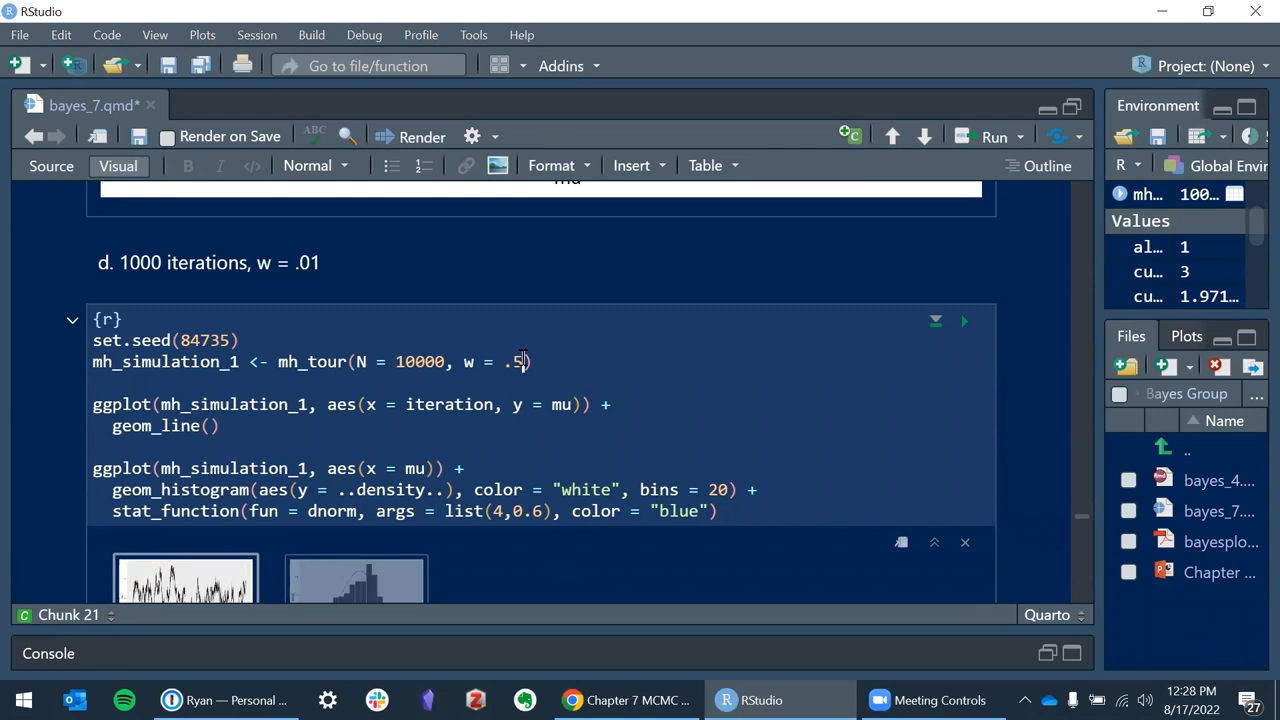 RStudio
File Edit Code View Plots Session Build Debug Profile Tools Help
Go to file/function Addins Project: (None)
bayes_7.qmd*
Render on Save ABC Render Run
Source Visual B I </> Normal Format Insert Table Outline
d. 1000 iterations, w = .01
{r}
set.seed(84735)
mh_simulation_1 <- mh_tour(N = 10000, w = .5)
ggplot(mh_simulation_1, aes(x = iteration, y = mu)) +
geom_line()
ggplot(mh_simulation_1, aes(x = mu)) +
geom_histogram(aes(y = ..density..), color = "white", bins = 20) +
stat_function(fun = dnorm, args = list(4,0.6), color = "blue")
C Chunk 21 Quarto
Console
Environment
R Global Envir
mh... 100...
Values
al... 1
cu... 3
cu... 1.971...
Files Plots
Bayes Group ...
Name
..
bayes_4....
bayes_7....
bayesplo...
Chapter ...
Ryan — Personal ... Chapter 7 MCMC ... RStudio Meeting Controls
12:28 PM
8/17/2022
27